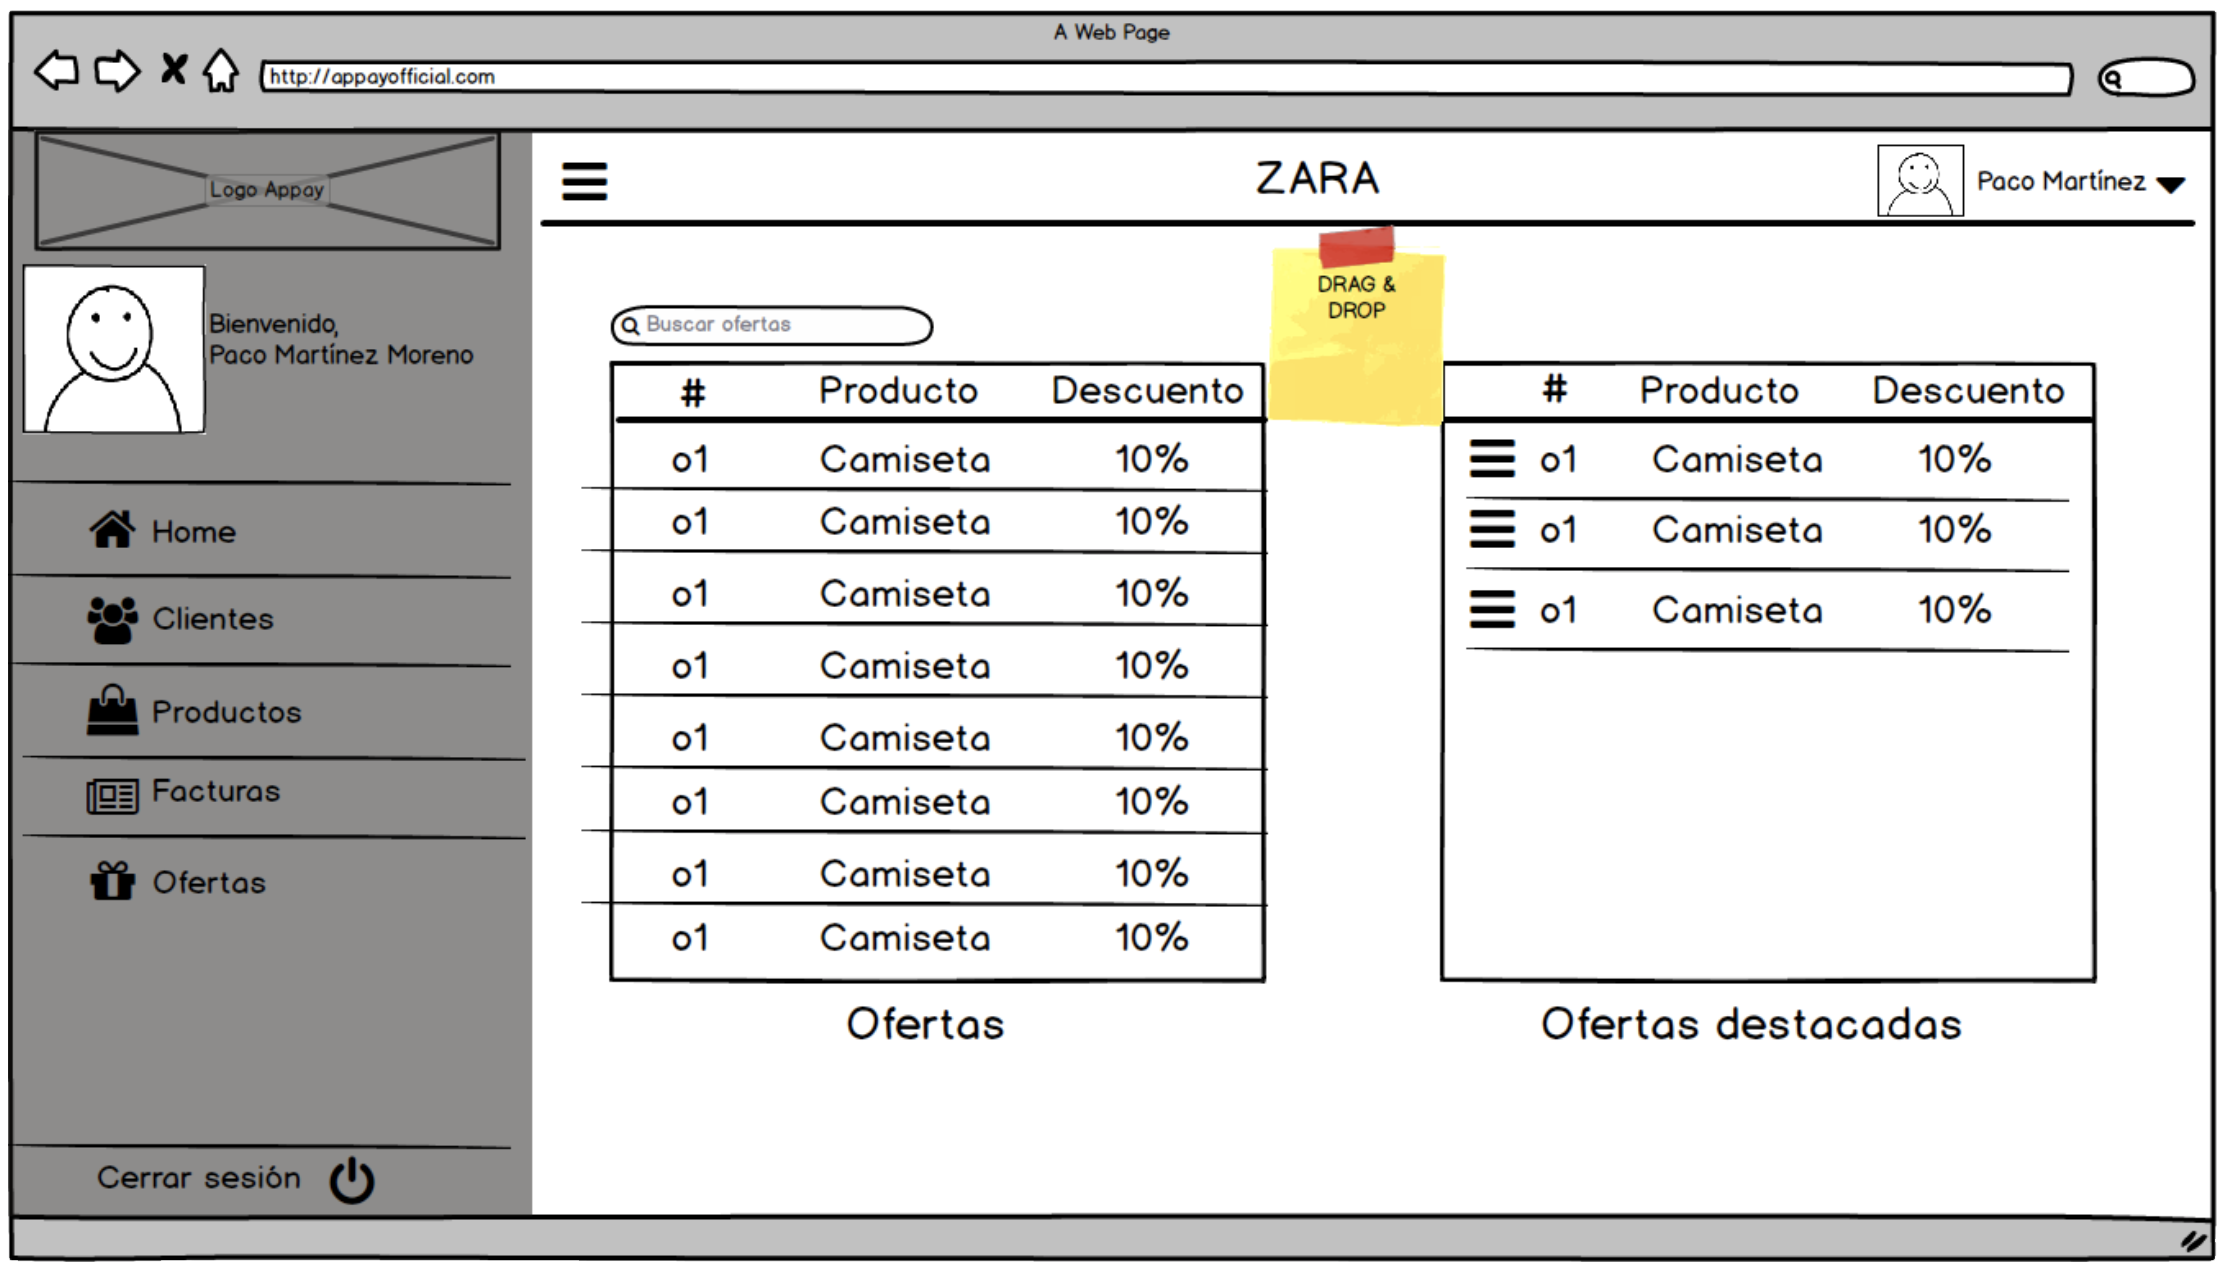 A Web Page
http://appayofficial.com
Logo Appay
ZARA
Paco Martínez
Bienvenido,
Paco Martínez Moreno
Home
Clientes
Productos
Facturas
Ofertas
Cerrar sesión
DRAG &
DROP
Buscar ofertas
# Producto Descuento
o1 Camiseta 10%
o1 Camiseta 10%
o1 Camiseta 10%
o1 Camiseta 10%
o1 Camiseta 10%
o1 Camiseta 10%
o1 Camiseta 10%
o1 Camiseta 10%
Ofertas
# Producto Descuento
o1 Camiseta 10%
o1 Camiseta 10%
o1 Camiseta 10%
Ofertas destacadas